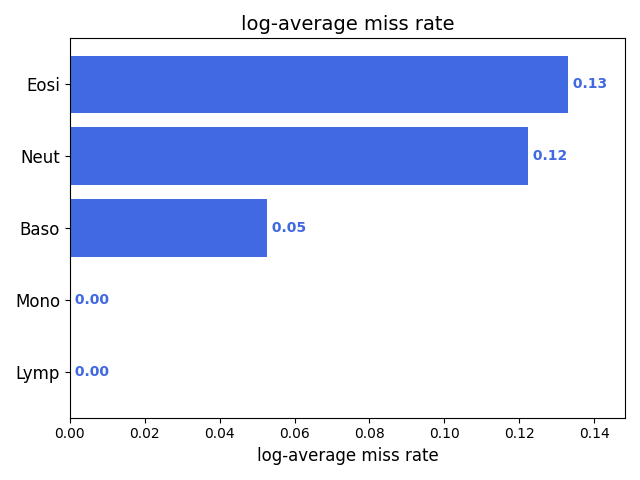 log-average miss rate
Eosi 0.13
Neut 0.12
Baso 0.05
Mono 0.00
Lymp 0.00
0.00 0.02 0.04 0.06 0.08 0.10 0.12 0.14
log-average miss rate